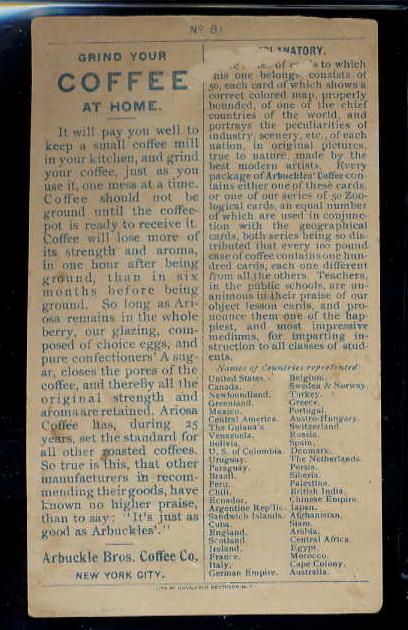 No 81
GRIND YOUR
COFFEE
AT HOME.
It will pay you well to
keep a small coffee mill
in your kitchen, and grind
your coffee, just as you
use it, one mess at a time.
Coffee should not be
ground until the coffee-
pot is ready to receive it.
Coffee will lose more of
its strength and aroma,
in one hour after being
ground, than in six
months before being
ground. So long as Ari-
osa remains in the whole
berry, our glazing, com-
posed of choice eggs, and
pure confectioners' A sug-
ar, closes the pores of the
coffee, and thereby all the
original strength and
aroma are retained. Ariosa
Coffee has, during 25
years, set the standard for
all other roasted coffees.
So true is this, that other
manufacturers in recom-
mending their goods, have
known no higher praise,
than to say: "It's just as
good as Arbuckles'."
Arbuckle Bros. Coffee Co.
NEW YORK CITY.
PLANATORY.
of 's to which
his one belongs, consists of
50, each card of which shows a
correct colored map, properly
bounded, of one of the chief
countries of the world, and
portrays the peculiarities of
industry, scenery, etc., of each
nation, in original pictures,
true to nature, made by the
best modern artists. Every
package of Arbuckles' Coffee con-
tains either one of these cards,
or one of our series of 50 Zoo-
logical cards, an equal number
of which are used in conjunc-
tion with the geographical
cards, both series being so dis-
tributed that every 100 pound
case of coffee contains one hun-
dred cards, each one different
from all the others. Teachers,
in the public schools, are un-
animous in their praise of our
object lesson cards, and pro-
nounce them one of the hap-
piest, and most impressive
mediums, for imparting in-
struction to all classes of stud-
ents.
Names of Countries represented:
United States.
Canada.
Newfoundland.
Greenland.
Mexico.
Central America.
The Guiana's.
Venezuela.
Bolivia.
U. S. of Colombia.
Uruguay.
Paraguay.
Brazil.
Peru.
Chili.
Ecuador.
Argentine Rep'lic.
Sandwich Islands.
Cuba.
England.
Scotland.
Ireland.
France.
Italy.
German Empire.
Belgium.
Sweden & Norway.
Turkey.
Greece.
Portugal.
Austro-Hungary.
Switzerland.
Russia.
Spain.
Denmark.
The Netherlands.
Persia.
Siberia.
Palestine.
British India.
Chinese Empire.
Japan.
Afghanistan.
Siam.
Arabia.
Central Africa.
Egypt.
Morocco.
Cape Colony.
Australia.
LITH. BY DONALDSON BROTHERS, N.Y.